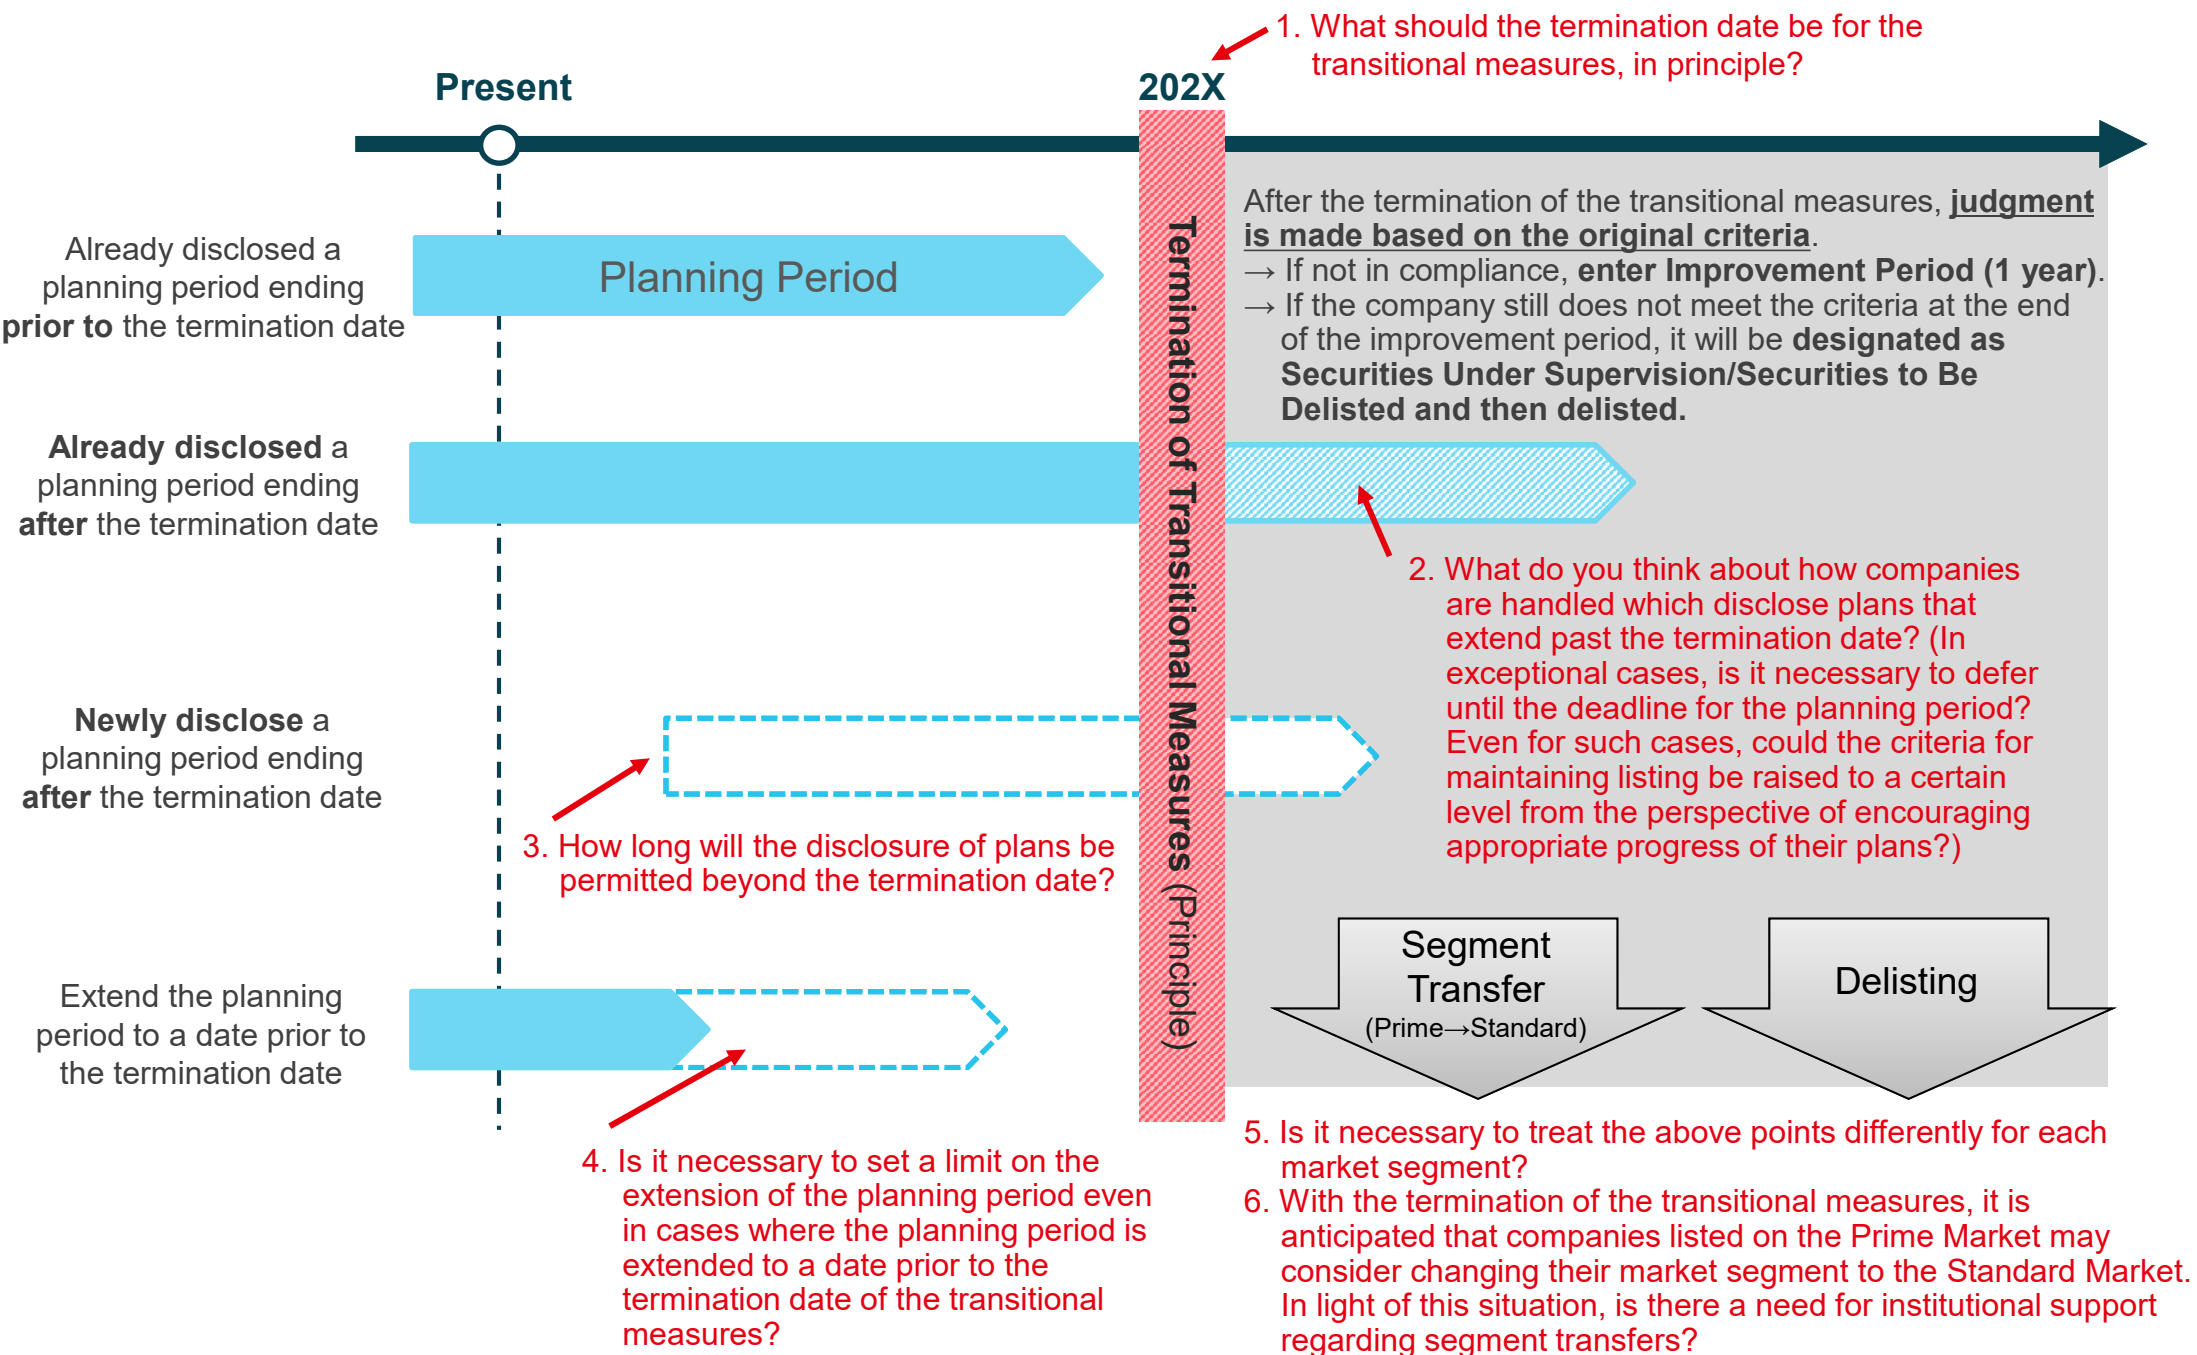 1. What should the termination date be for the
transitional measures, in principle?
Present
202X
After the termination of the transitional measures, judgment
is made based on the original criteria.
→ If not in compliance, enter Improvement Period (1 year).
→ If the company still does not meet the criteria at the end
of the improvement period, it will be designated as
Securities Under Supervision/Securities to Be
Delisted and then delisted.
Already disclosed a
planning period ending
prior to the termination date
Planning Period
Termination of Transitional Measures (Principle)
Already disclosed a
planning period ending
after the termination date
2. What do you think about how companies
are handled which disclose plans that
extend past the termination date? (In
exceptional cases, is it necessary to defer
until the deadline for the planning period?
Even for such cases, could the criteria for
maintaining listing be raised to a certain
level from the perspective of encouraging
appropriate progress of their plans?)
Newly disclose a
planning period ending
after the termination date
3. How long will the disclosure of plans be
permitted beyond the termination date?
Extend the planning
period to a date prior to
the termination date
4. Is it necessary to set a limit on the
extension of the planning period even
in cases where the planning period is
extended to a date prior to the
termination date of the transitional
measures?
Segment
Transfer
(Prime→Standard)
Delisting
5. Is it necessary to treat the above points differently for each
market segment?
6. With the termination of the transitional measures, it is
anticipated that companies listed on the Prime Market may
consider changing their market segment to the Standard Market.
In light of this situation, is there a need for institutional support
regarding segment transfers?